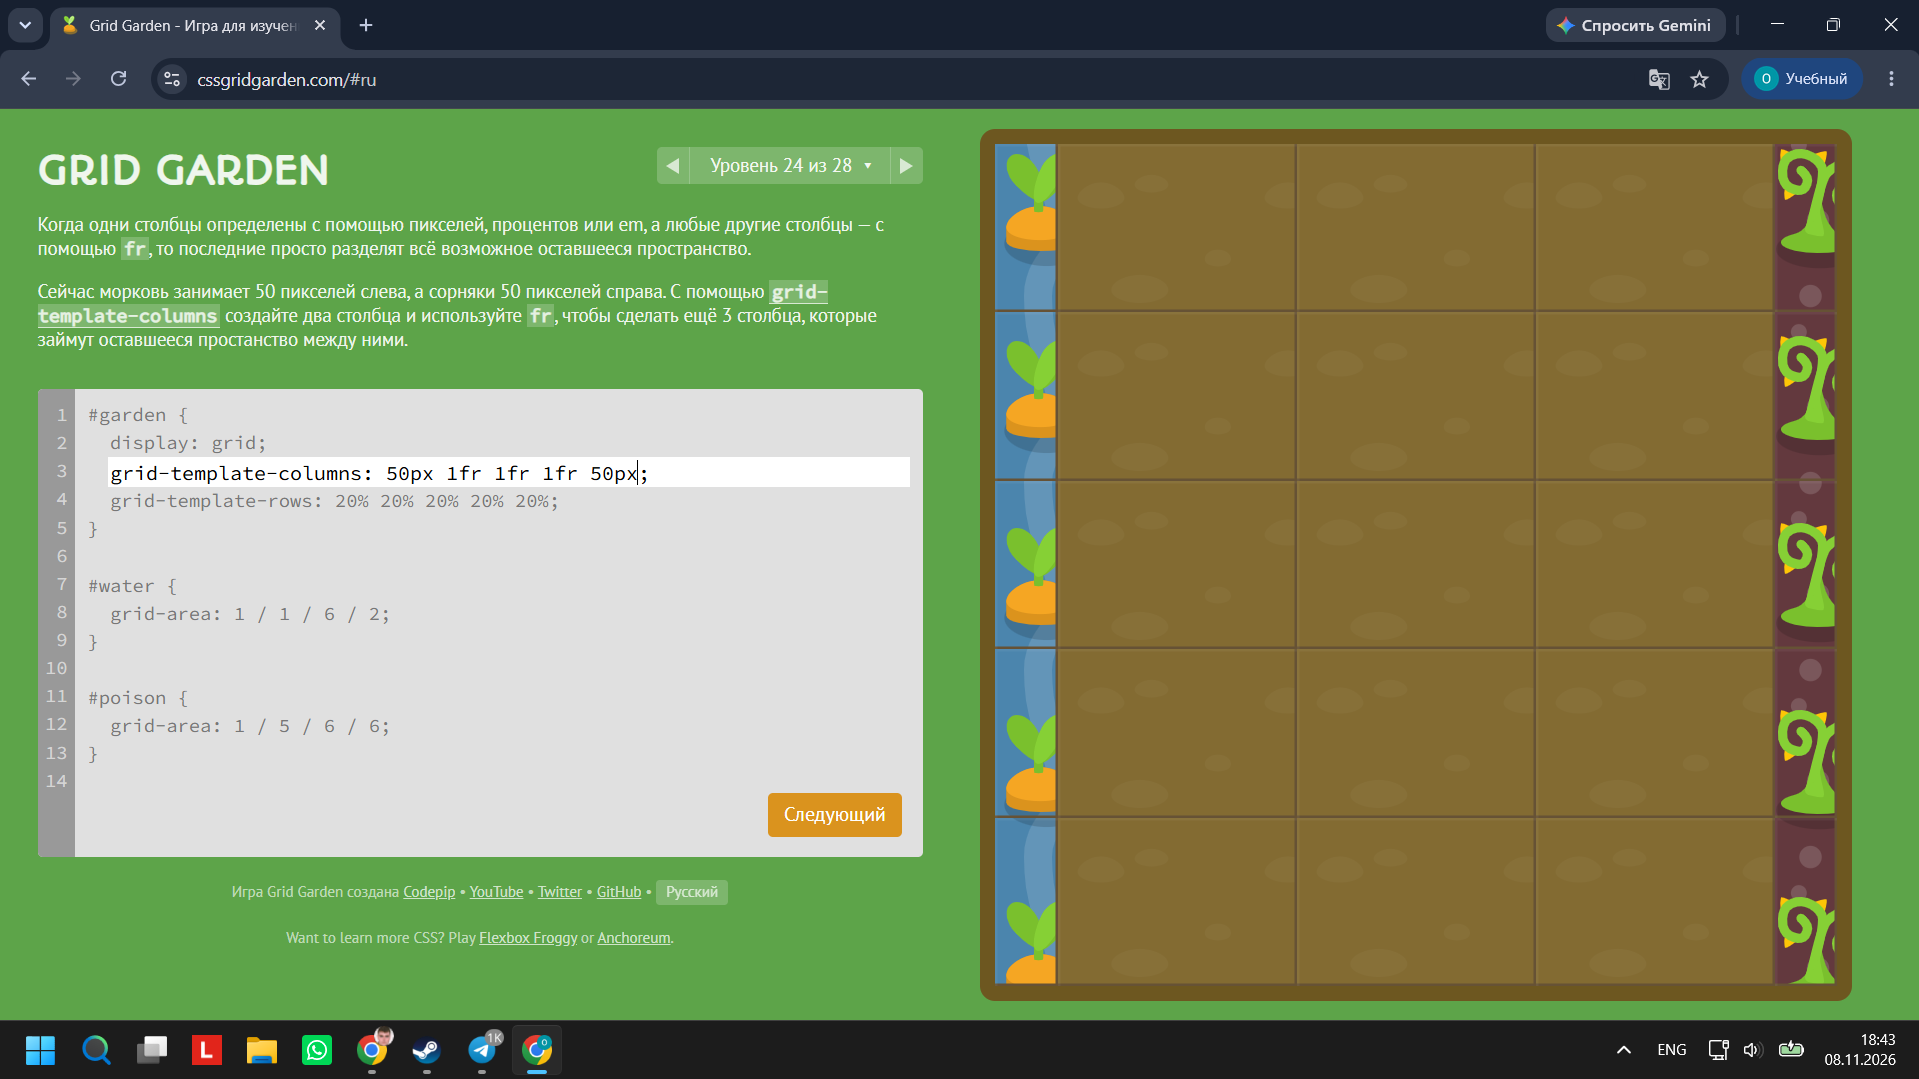 Grid Garden - Игра для изучен
Спросить Gemini
cssgridgarden.com/#ru
О Учебный
GRID GARDEN
Уровень 24 из 28
Когда одни столбцы определены с помощью пикселей, процентов или em, а любые другие столбцы — с
помощью fr, то последние просто разделят всё возможное оставшееся пространство.
Сейчас морковь занимает 50 пикселей слева, а сорняки 50 пикселей справа. С помощью grid-
template-columns создайте два столбца и используйте fr, чтобы сделать ещё 3 столбца, которые
займут оставшееся простанство между ними.
1 #garden {
2 display: grid;
3 grid-template-columns: 50px 1fr 1fr 1fr 50px;
4 grid-template-rows: 20% 20% 20% 20% 20%;
5 }
6
7 #water {
8 grid-area: 1 / 1 / 6 / 2;
9 }
10
11 #poison {
12 grid-area: 1 / 5 / 6 / 6;
13 }
14
Следующий
Игра Grid Garden создана Codepip • YouTube • Twitter • GitHub • Русский
Want to learn more CSS? Play Flexbox Froggy or Anchoreum.
L
1K
О
ENG
18:43
08.11.2026